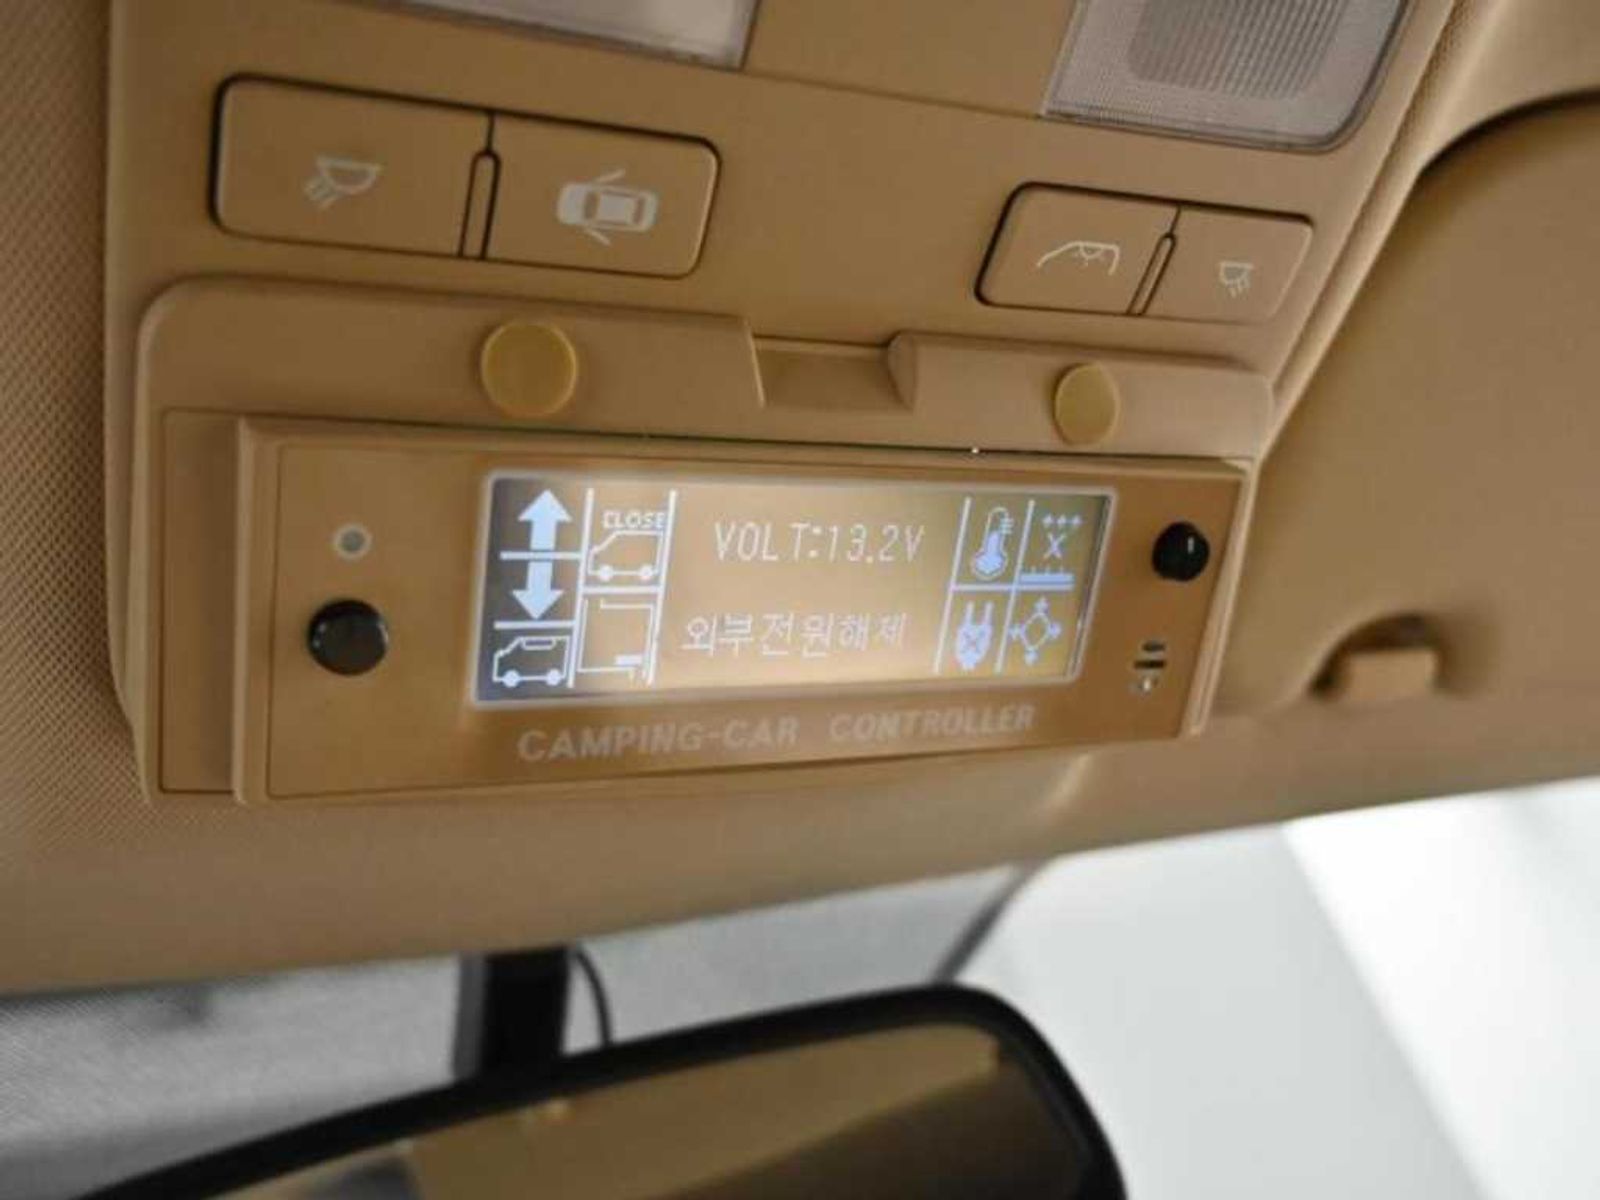 CLOSE
VOLT:13.2V
외부전원해제
CAMPING-CAR CONTROLLER